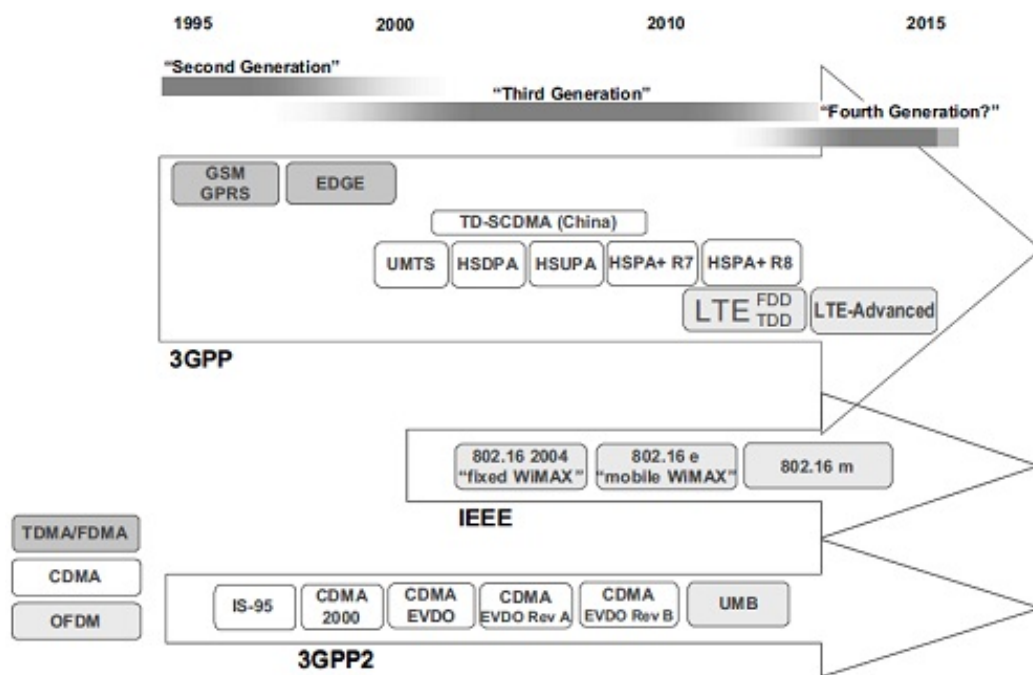 1995 2000 2010 2015
“Second Generation”
“Third Generation”
“Fourth Generation?”
GSM
GPRS
EDGE
TD-SCDMA (China)
UMTS HSDPA HSUPA HSPA+ R7 HSPA+ R8
LTE FDD
TDD
LTE-Advanced
3GPP
802.16 2004
“fixed WiMAX”
802.16 e
“mobile WiMAX”
802.16 m
IEEE
TDMA/FDMA
CDMA
OFDM
IS-95
CDMA
2000
CDMA
EVDO
CDMA
EVDO Rev A
CDMA
EVDO Rev B
UMB
3GPP2